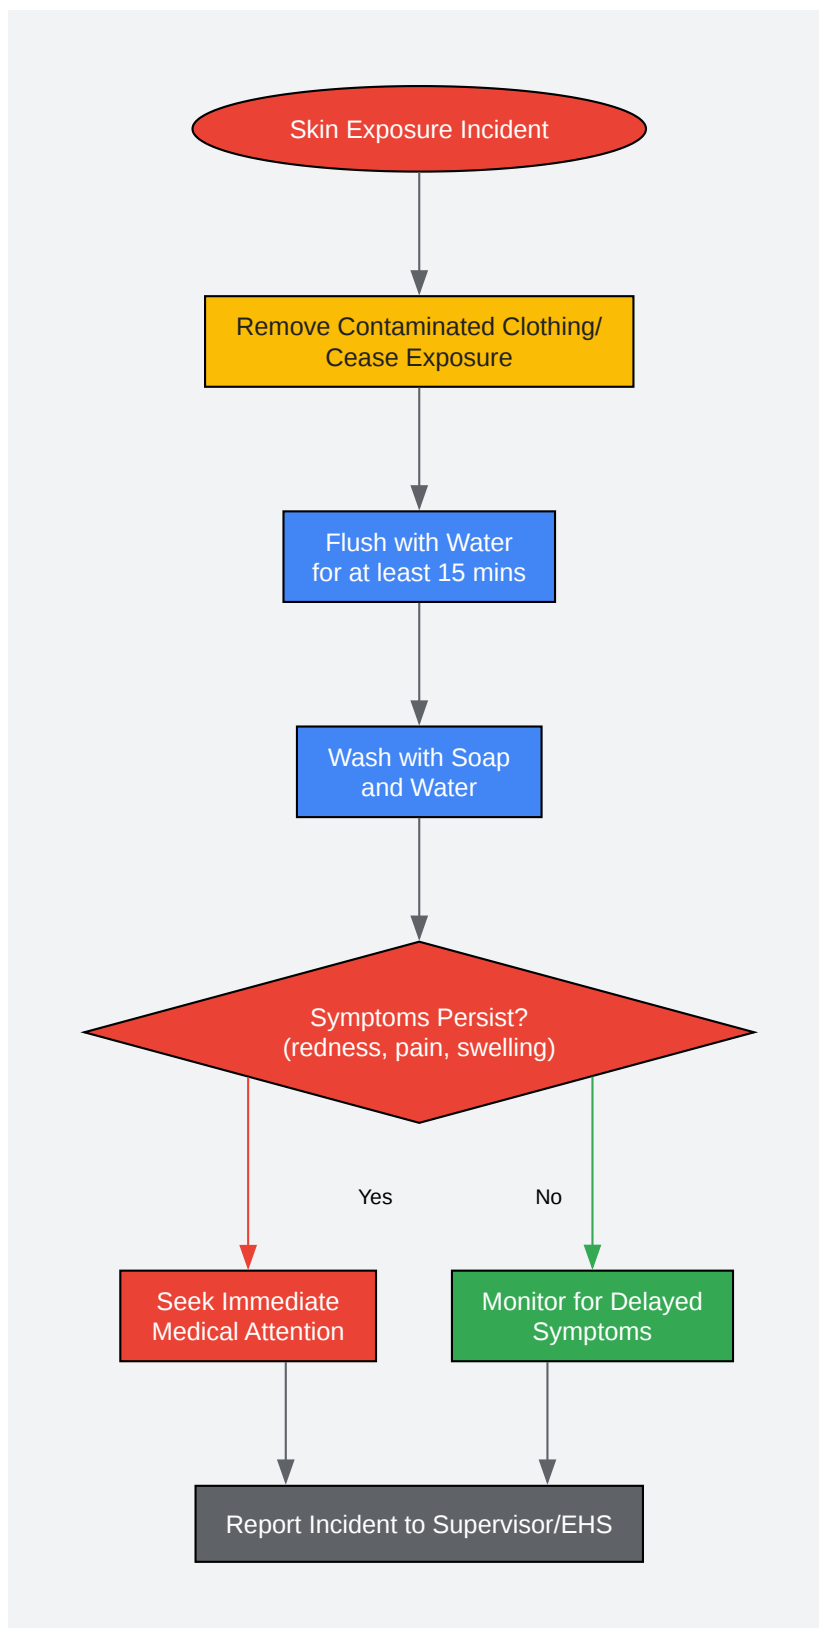 Skin Exposure Incident
Remove Contaminated Clothing/
Cease Exposure
Flush with Water
for at least 15 mins
Wash with Soap
and Water
Symptoms Persist?
(redness, pain, swelling)
Yes
No
Seek Immediate
Medical Attention
Monitor for Delayed
Symptoms
Report Incident to Supervisor/EHS